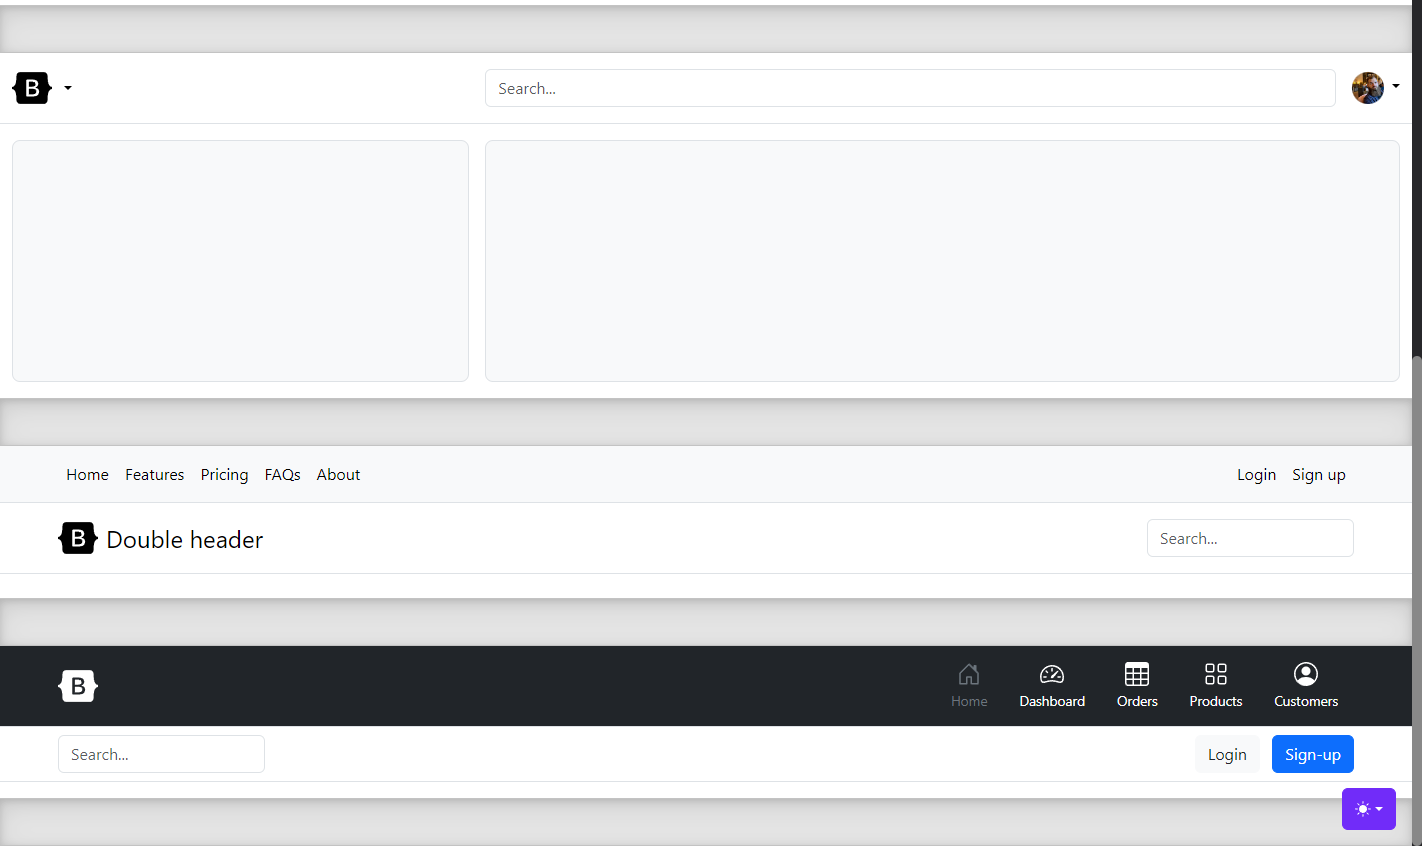 B
Search...
Home Features Pricing FAQs About Login Sign up
B Double header
Search...
B
Home Dashboard Orders Products Customers
Search...
Login Sign-up